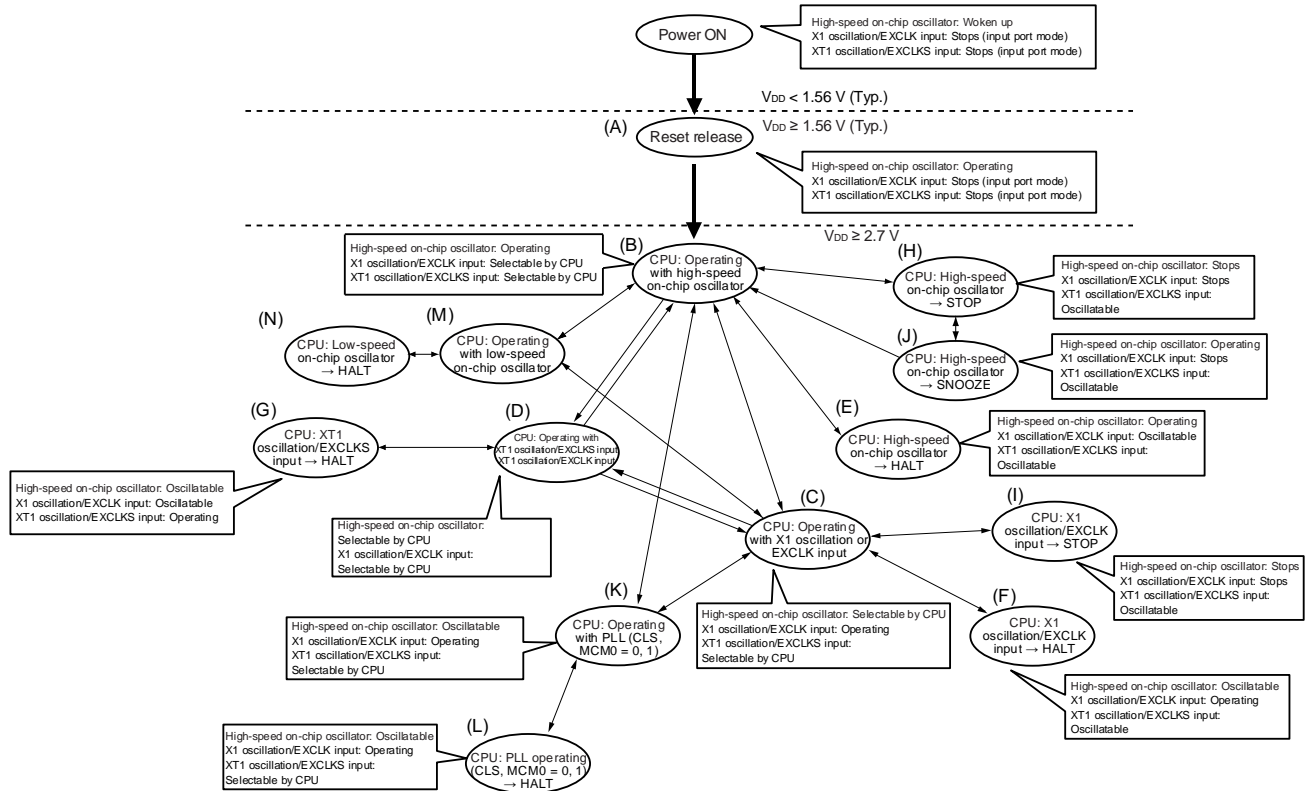 Power ON
High-speed on-chip oscillator: Woken up
X1 oscillation/EXCLK input: Stops (input port mode)
XT1 oscillation/EXCLKS input: Stops (input port mode)
VDD < 1.56 V (Typ.)
(A)
Reset release
VDD ≥ 1.56 V (Typ.)
High-speed on-chip oscillator: Operating
X1 oscillation/EXCLK input: Stops (input port mode)
XT1 oscillation/EXCLKS input: Stops (input port mode)
VDD ≥ 2.7 V
High-speed on-chip oscillator: Operating
X1 oscillation/EXCLK input: Selectable by CPU
XT1 oscillation/EXCLKS input: Selectable by CPU
(B)
CPU: Operating
with high-speed
on-chip oscillator
(H)
CPU: High-speed
on-chip oscillator
→ STOP
High-speed on-chip oscillator: Stops
X1 oscillation/EXCLK input: Stops
XT1 oscillation/EXCLKS input:
Oscillatable
(N)
CPU: Low-speed
on-chip oscillator
→ HALT
(M)
CPU: Operating
with low-speed
on-chip oscillator
(J)
CPU: High-speed
on-chip oscillator
→ SNOOZE
High-speed on-chip oscillator: Operating
X1 oscillation/EXCLK input: Stops
XT1 oscillation/EXCLKS input:
Oscillatable
(G)
CPU: XT1
oscillation/EXCLKS
input → HALT
(D)
CPU: Operating with
XT1 oscillation/EXCLKS input
XT1 oscillation/EXCLK input
(E)
CPU: High-speed
on-chip oscillator
→ HALT
High-speed on-chip oscillator: Operating
X1 oscillation/EXCLK input: Oscillatable
XT1 oscillation/EXCLKS input:
Oscillatable
High-speed on-chip oscillator: Oscillatable
X1 oscillation/EXCLK input: Oscillatable
XT1 oscillation/EXCLKS input: Operating
High-speed on-chip oscillator:
Selectable by CPU
X1 oscillation/EXCLK input:
Selectable by CPU
(C)
CPU: Operating
with X1 oscillation or
EXCLK input
(I)
CPU: X1
oscillation/EXCLK
input → STOP
High-speed on-chip oscillator: Stops
X1 oscillation/EXCLK input: Stops
XT1 oscillation/EXCLKS input:
Oscillatable
(K)
CPU: Operating
with PLL (CLS,
MCM0 = 0, 1)
High-speed on-chip oscillator: Oscillatable
X1 oscillation/EXCLK input: Operating
XT1 oscillation/EXCLKS input:
Selectable by CPU
High-speed on-chip oscillator: Selectable by CPU
X1 oscillation/EXCLK input: Operating
XT1 oscillation/EXCLKS input:
Selectable by CPU
(F)
CPU: X1
oscillation/EXCLK
input → HALT
High-speed on-chip oscillator: Oscillatable
X1 oscillation/EXCLK input: Operating
XT1 oscillation/EXCLKS input:
Oscillatable
High-speed on-chip oscillator: Oscillatable
X1 oscillation/EXCLK input: Operating
XT1 oscillation/EXCLKS input:
Selectable by CPU
(L)
CPU: PLL operating
(CLS, MCM0 = 0, 1)
→ HALT